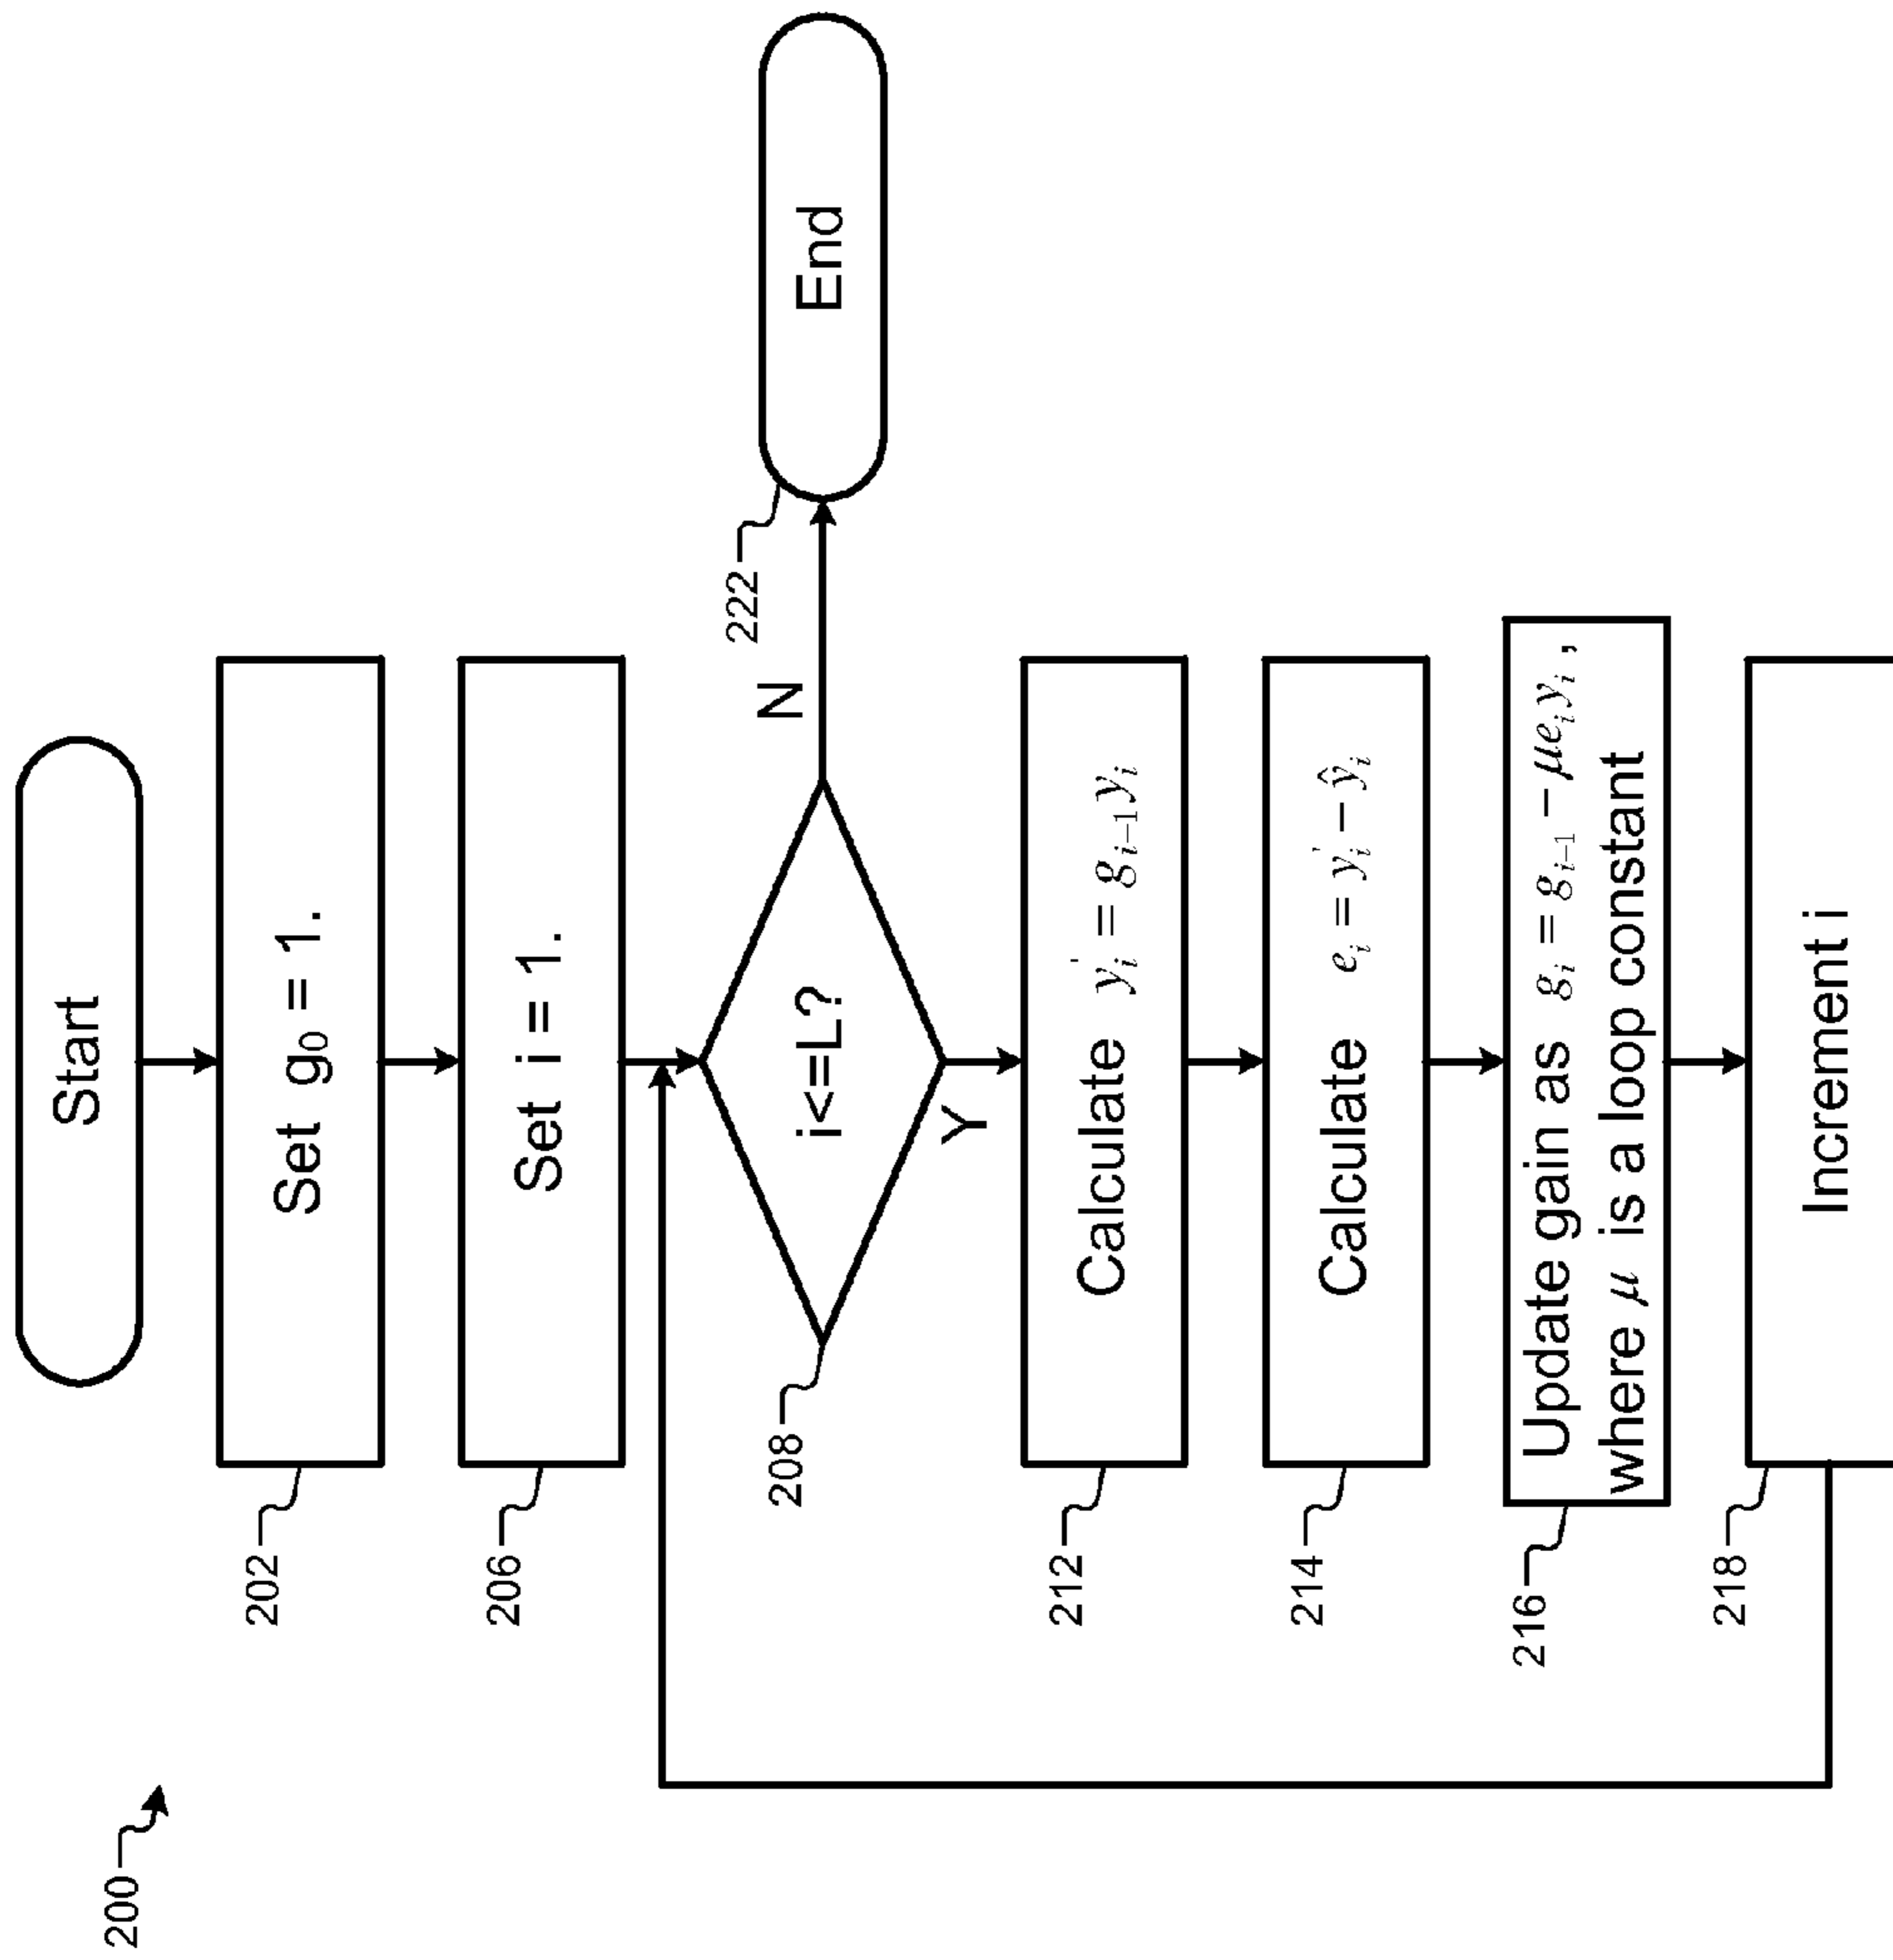 200
Start
202
Set g₀ = 1.
206
Set i = 1.
208
i<=L?
N
222
End
Y
212
Calculate y'ᵢ = gᵢ₋₁yᵢ
214
Calculate eᵢ = y'ᵢ − ŷᵢ
216
Update gain as gᵢ = gᵢ₋₁ − μeᵢyᵢ,
where μ is a loop constant
218
Increment i